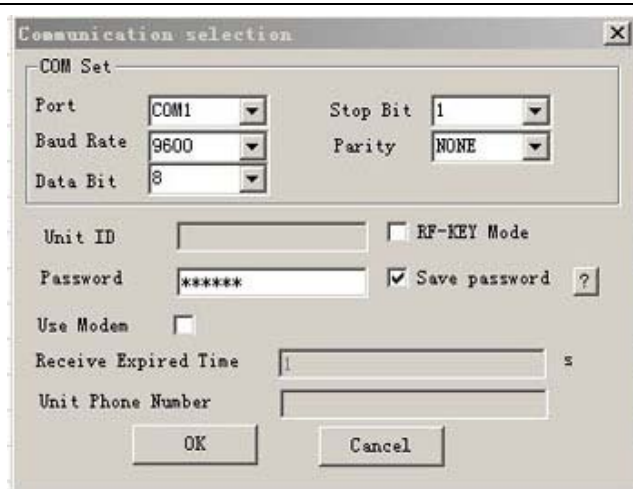 Communication selection
COM Set
Port COM1 Stop Bit 1
Baud Rate 9600 Parity NONE
Data Bit 8
Unit ID RF-KEY Mode
Password ****** Save password ?
Use Modem
Receive Expired Time 1 s
Unit Phone Number
OK Cancel